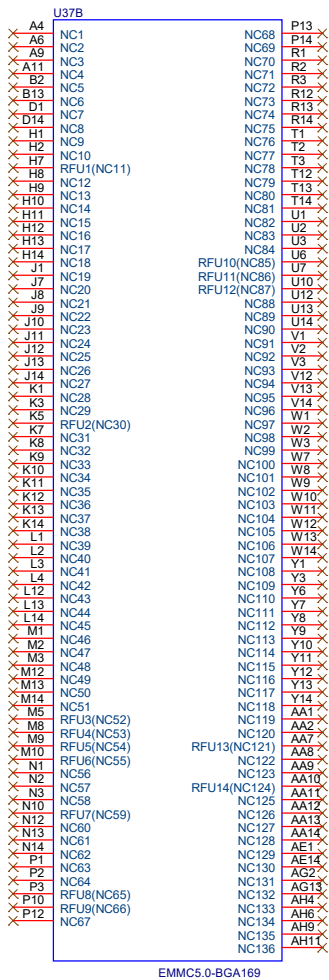 U37B
A4 NC1 NC68 P13
A6 NC2 NC69 P14
A9 NC3 NC70 R1
A11 NC4 NC71 R2
B2 NC5 NC72 R3
B13 NC6 NC73 R12
D1 NC7 NC74 R13
D14 NC8 NC75 R14
H1 NC9 NC76 T1
H2 NC10 NC77 T2
H7 RFU1(NC11) NC78 T3
H8 NC12 NC79 T12
H9 NC13 NC80 T13
H10 NC14 NC81 T14
H11 NC15 NC82 U1
H12 NC16 NC83 U2
H13 NC17 NC84 U3
H14 NC18 RFU10(NC85) U6
J1 NC19 RFU11(NC86) U7
J7 NC20 RFU12(NC87) U10
J8 NC21 NC88 U12
J9 NC22 NC89 U13
J10 NC23 NC90 U14
J11 NC24 NC91 V1
J12 NC25 NC92 V2
J13 NC26 NC93 V3
J14 NC27 NC94 V12
K1 NC28 NC95 V13
K3 NC29 NC96 V14
K5 RFU2(NC30) NC97 W1
K7 NC31 NC98 W2
K8 NC32 NC99 W3
K9 NC33 NC100 W7
K10 NC34 NC101 W8
K11 NC35 NC102 W9
K12 NC36 NC103 W10
K13 NC37 NC104 W11
K14 NC38 NC105 W12
L1 NC39 NC106 W13
L2 NC40 NC107 W14
L3 NC41 NC108 Y1
L4 NC42 NC109 Y3
L12 NC43 NC110 Y6
L13 NC44 NC111 Y7
L14 NC45 NC112 Y8
M1 NC46 NC113 Y9
M2 NC47 NC114 Y10
M3 NC48 NC115 Y11
M12 NC49 NC116 Y12
M13 NC50 NC117 Y13
M14 NC51 NC118 Y14
M5 RFU3(NC52) NC119 AA1
M8 RFU4(NC53) NC120 AA2
M9 RFU5(NC54) RFU13(NC121) AA7
M10 RFU6(NC55) NC122 AA8
N1 NC56 NC123 AA9
N2 NC57 RFU14(NC124) AA10
N3 NC58 NC125 AA11
N10 RFU7(NC59) NC126 AA12
N12 NC60 NC127 AA13
N13 NC61 NC128 AA14
N14 NC62 NC129 AE1
P1 NC63 NC130 AE14
P2 NC64 NC131 AG2
P3 RFU8(NC65) NC132 AG13
P10 RFU9(NC66) NC133 AH4
P12 NC67 NC134 AH6
NC135 AH9
NC136 AH11
EMMC5.0-BGA169